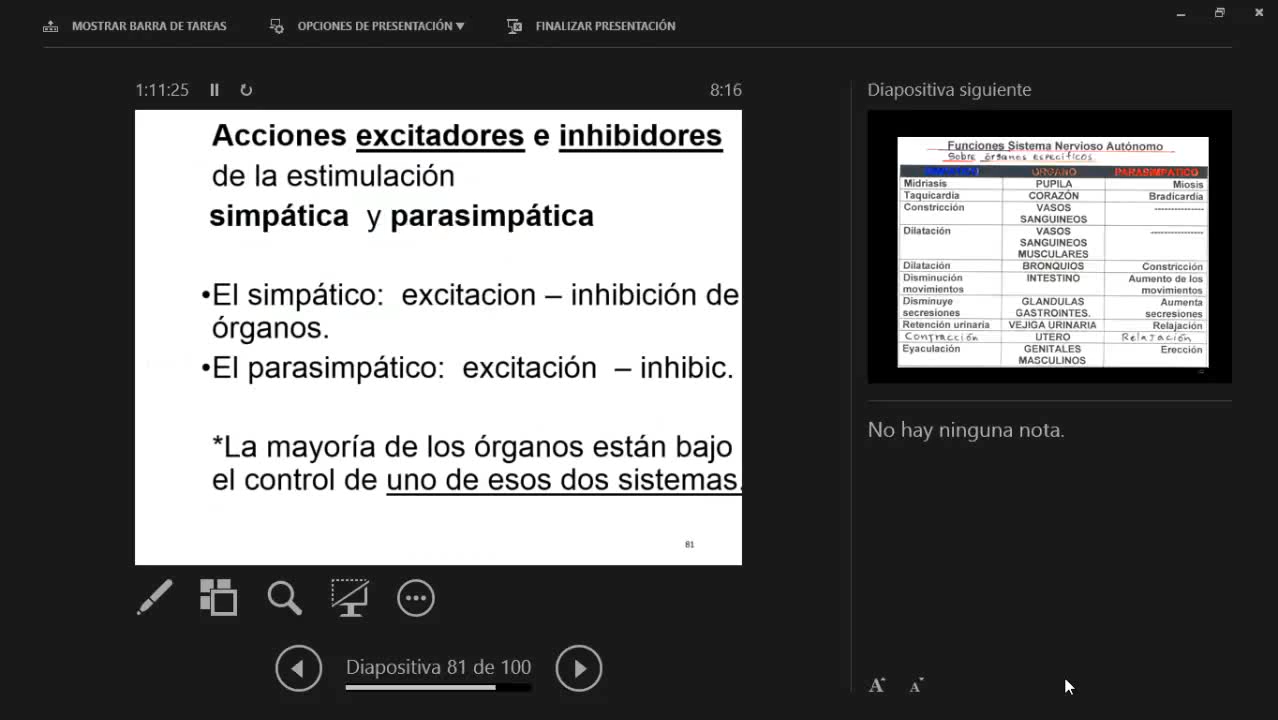 MOSTRAR BARRA DE TAREAS
OPCIONES DE PRESENTACIÓN
FINALIZAR PRESENTACIÓN
1:11:25
8:16
Acciones excitadores e inhibidores
de la estimulación
simpática y parasimpática
•El simpático: excitacion – inhibición de
órganos.
•El parasimpático: excitación – inhibic.
*La mayoría de los órganos están bajo
el control de uno de esos dos sistemas.
81
Diapositiva 81 de 100
Diapositiva siguiente
Funciones Sistema Nervioso Autónomo
Sobre órganos específicos
ORGANO PARASIMPATICO
Midriasis PUPILA Miosis
Taquicardia CORAZÓN Bradicardia
Constricción VASOS ---------------
SANGUINEOS
Dilatación VASOS ---------------
SANGUINEOS
MUSCULARES
Dilatación BRONQUIOS Constricción
Disminución INTESTINO Aumento de los
movimientos movimientos
Disminuye GLANDULAS Aumenta
secresiones GASTROINTES. secresiones
Retención urinaria VEJIGA URINARIA Relajación
Contracción UTERO Relajación
Eyaculación GENITALES Erección
MASCULINOS
No hay ninguna nota.
A A